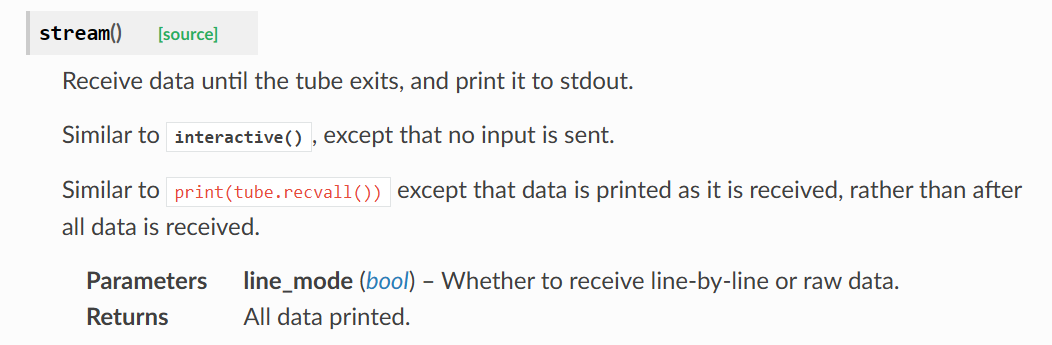 stream() [source]
Receive data until the tube exits, and print it to stdout.
Similar to interactive(), except that no input is sent.
Similar to print(tube.recvall()) except that data is printed as it is received, rather than after
all data is received.
Parameters line_mode (bool) – Whether to receive line-by-line or raw data.
Returns All data printed.